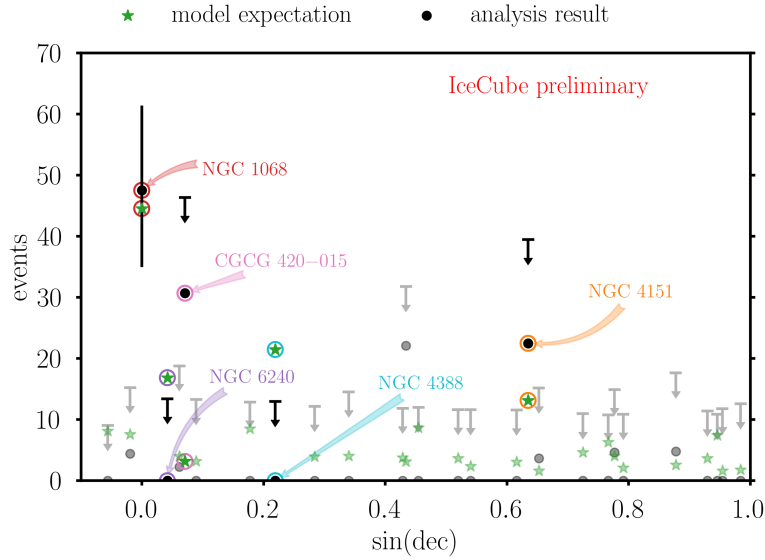 model expectation
analysis result
70
60
50
40
30
20
10
0
events
IceCube preliminary
NGC 1068
CGCG 420−015
NGC 4151
NGC 6240
NGC 4388
0.0
0.2
0.4
0.6
0.8
1.0
sin(dec)